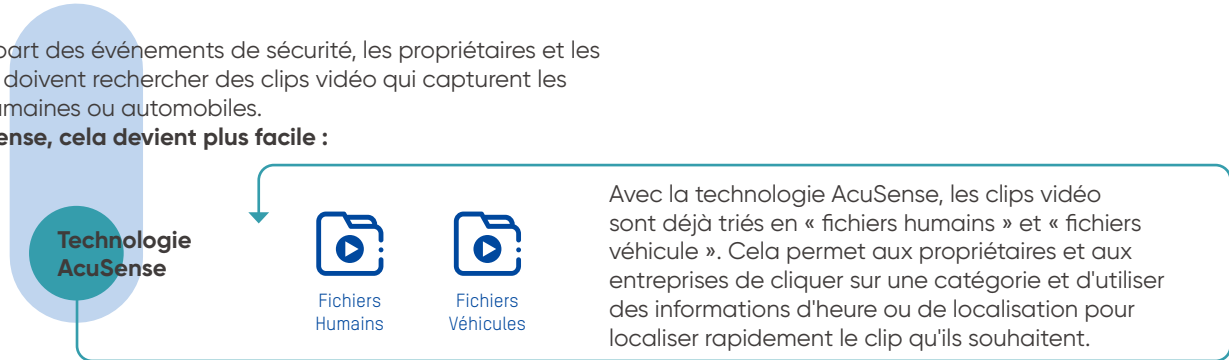 part des événements de sécurité, les propriétaires et les
doivent rechercher des clips vidéo qui capturent les
umaines ou automobiles.
ense, cela devient plus facile :
Technologie
AcuSense
Fichiers
Humains
Fichiers
Véhicules
Avec la technologie AcuSense, les clips vidéo
sont déjà triés en « fichiers humains » et « fichiers
véhicule ». Cela permet aux propriétaires et aux
entreprises de cliquer sur une catégorie et d'utiliser
des informations d'heure ou de localisation pour
localiser rapidement le clip qu'ils souhaitent.